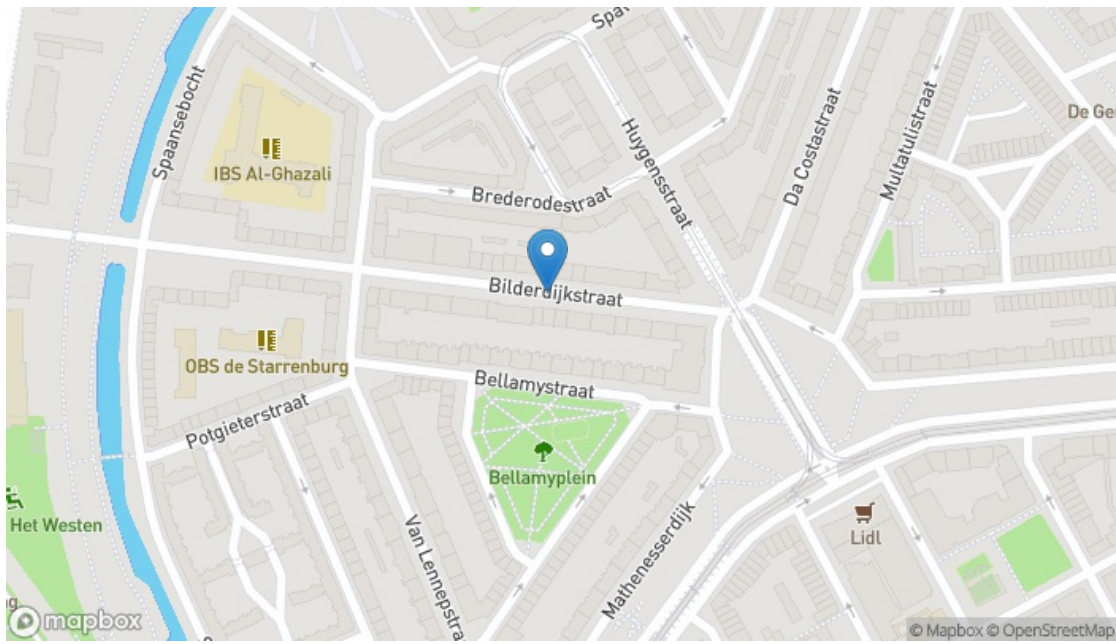 Spa
Spaansebocht
Huygensstraat
Da Costastraat
Multatulistraat
De Ge
IBS Al-Ghazali
Brederodestraat
Bilderdijkstraat
OBS de Starrenburg
Bellamystraat
Potgieterstraat
Bellamyplein
Het Westen
Van Lennepstra
Mathenesserdijk
Lidl
mapbox
© Mapbox © OpenStreetMap